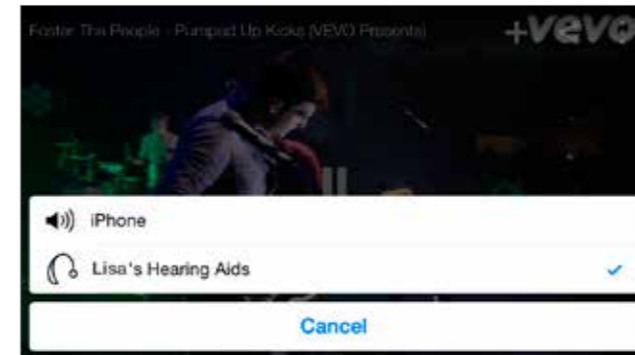 Foster The People - Pumped Up Kicks (VEVO Presents)
+vevo
iPhone
Lisa's Hearing Aids
Cancel